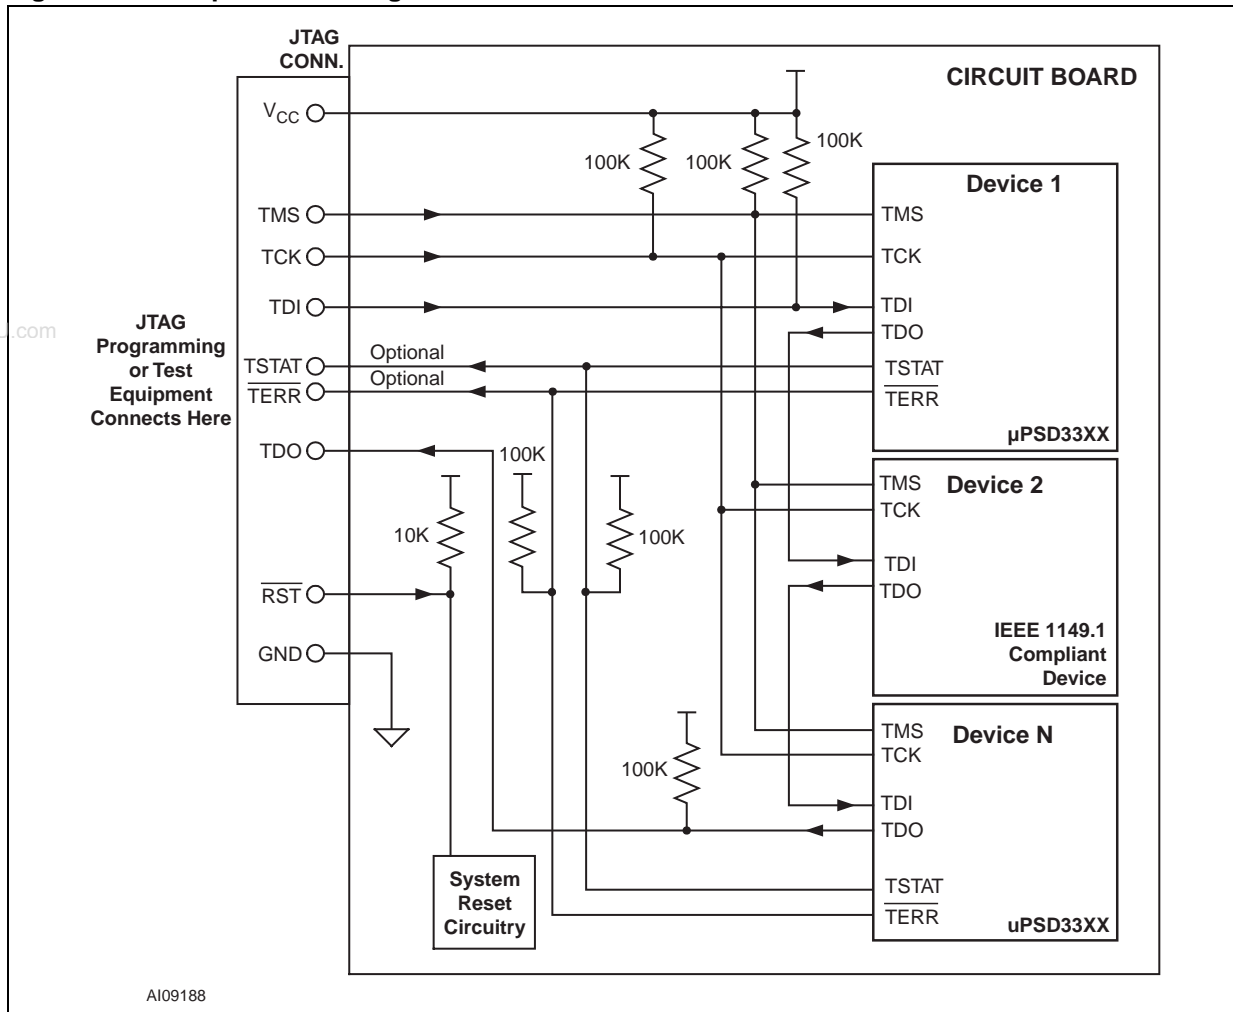 JTAG
CONN.
CIRCUIT BOARD
VCC
100K
100K
100K
Device 1
TMS
TMS
TCK
TCK
TDI
TDI
TDO
JTAG
Programming
or Test
Equipment
Connects Here
TSTAT
Optional
TSTAT
TERR
Optional
TERR
µPSD33XX
TDO
100K
10K
100K
TMS
Device 2
TCK
TDI
TDO
IEEE 1149.1
Compliant
Device
RST
GND
TMS
Device N
TCK
100K
TDI
TDO
System
Reset
Circuitry
TSTAT
TERR
uPSD33XX
AI09188